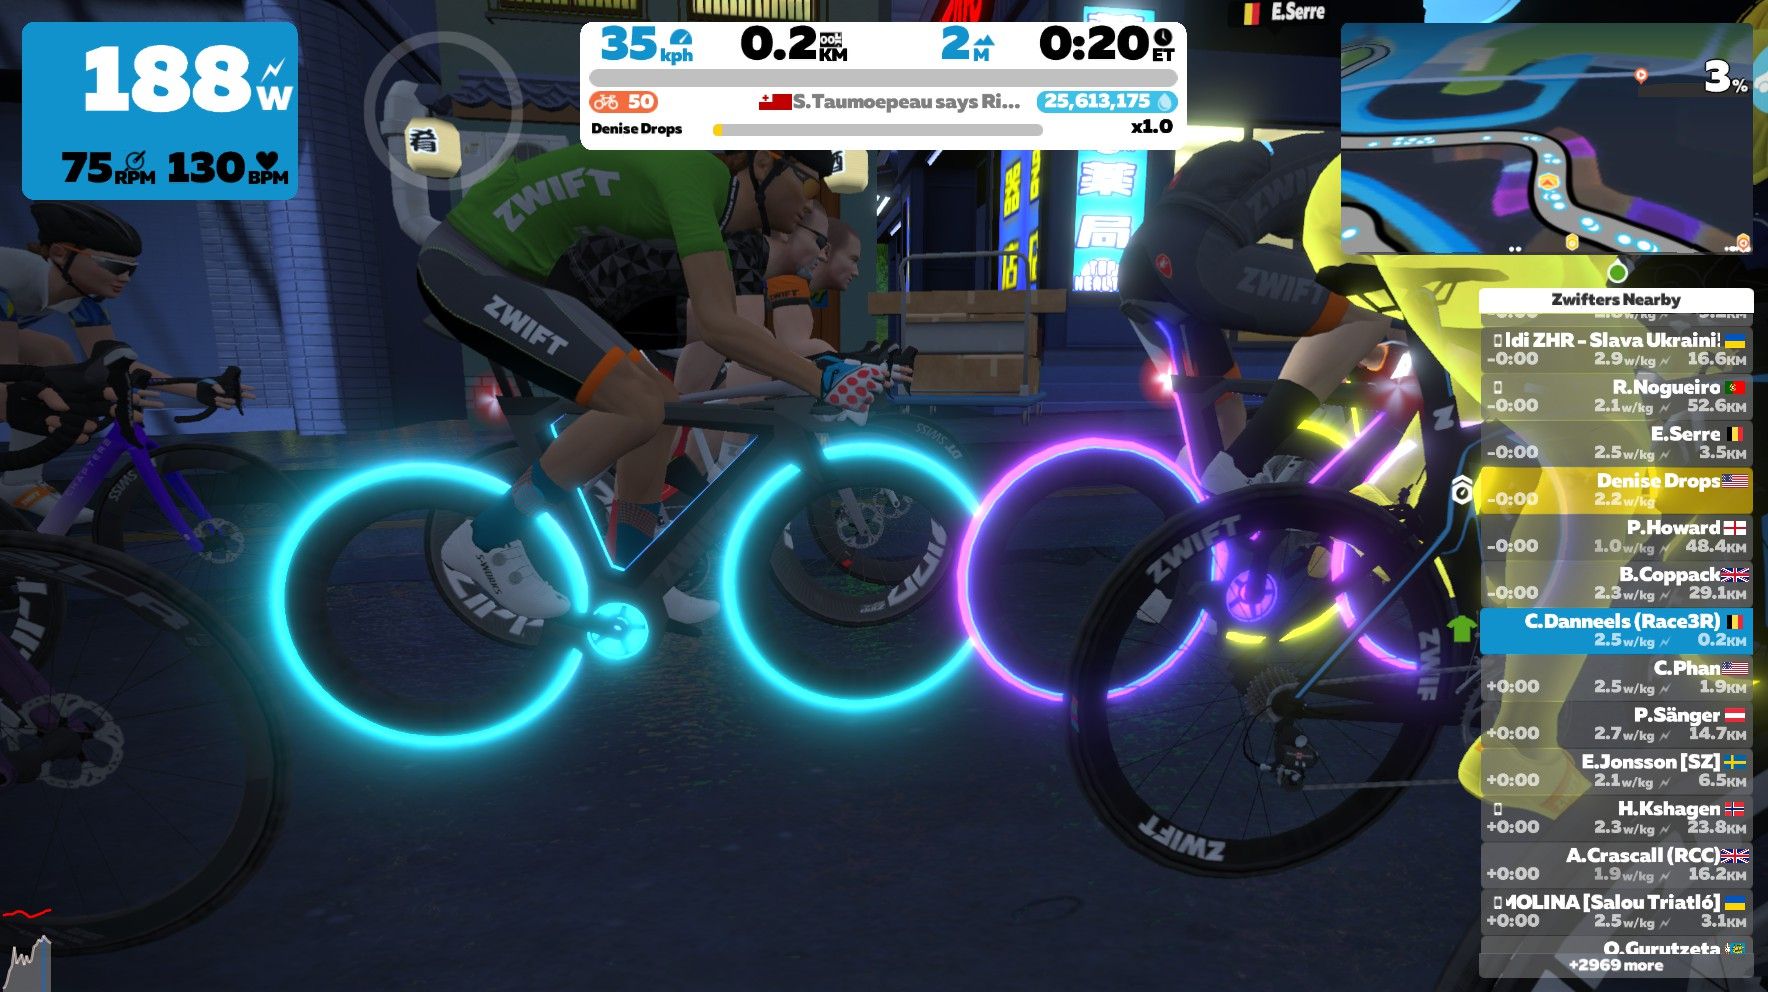 188W
75RPM 130BPM
35kph 0.2KM 2M 0:20ET
50 S.Taumoepeau says Ri... 25,613,175
Denise Drops x1.0
E.Serre
3%
ZWIFT
ZWIFT
ZWIFT
ZWIFT
ZWIFT
ZWIFT
局
S-WORKS
SWISS
SWISS
ZIPP
Zwifters Nearby
ldi ZHR - Slava Ukraini!
-0:00 2.9w/kg 16.6KM
R.Nogueiro
-0:00 2.1w/kg 52.6KM
E.Serre
-0:00 2.5w/kg 3.5KM
Denise Drops
-0:00 2.2w/kg
P.Howard
-0:00 1.0w/kg 48.4KM
B.Coppack
-0:00 2.3w/kg 29.1KM
C.Danneels (Race3R)
2.5w/kg 0.2KM
C.Phan
+0:00 2.5w/kg 1.9KM
P.Sänger
+0:00 2.7w/kg 14.7KM
E.Jonsson [SZ]
+0:00 2.1w/kg 6.5KM
H.Kshagen
+0:00 2.3w/kg 23.8KM
A.Crascall (RCC)
+0:00 1.9w/kg 16.2KM
MOLINA [Salou Triatló]
+0:00 2.5w/kg 3.1KM
O.Gurutzeta
+2969 more